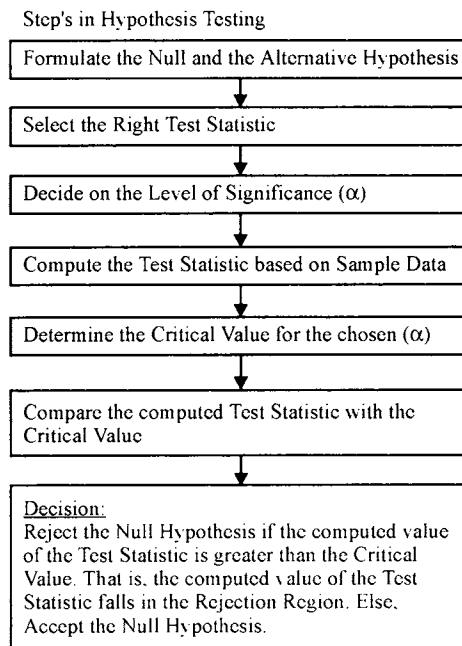 Step's in Hypothesis Testing
Formulate the Null and the Alternative Hypothesis
Select the Right Test Statistic
Decide on the Level of Significance (α)
Compute the Test Statistic based on Sample Data
Determine the Critical Value for the chosen (α)
Compare the computed Test Statistic with the
Critical Value
Decision:
Reject the Null Hypothesis if the computed value
of the Test Statistic is greater than the Critical
Value. That is, the computed value of the Test
Statistic falls in the Rejection Region. Else,
Accept the Null Hypothesis.